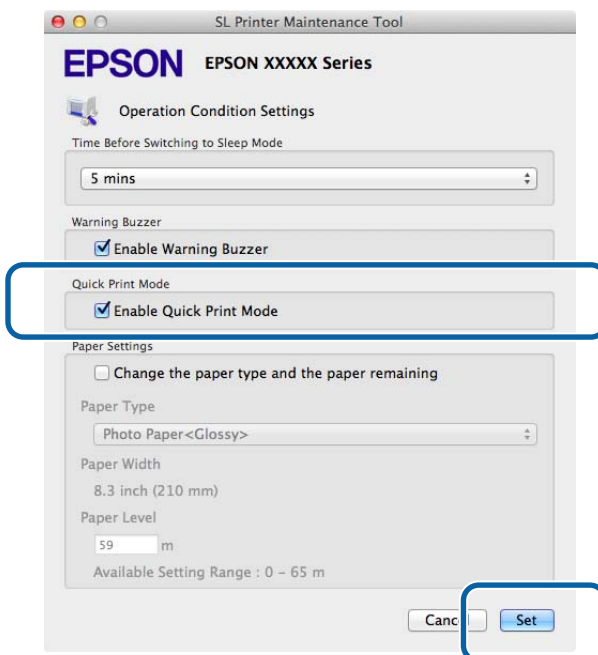 SL Printer Maintenance Tool
EPSON EPSON XXXXX Series
Operation Condition Settings
Time Before Switching to Sleep Mode
5 mins
Warning Buzzer
Enable Warning Buzzer
Quick Print Mode
Enable Quick Print Mode
Paper Settings
Change the paper type and the paper remaining
Paper Type
Photo Paper<Glossy>
Paper Width
8.3 inch (210 mm)
Paper Level
59 m
Available Setting Range : 0 – 65 m
Cancel Set